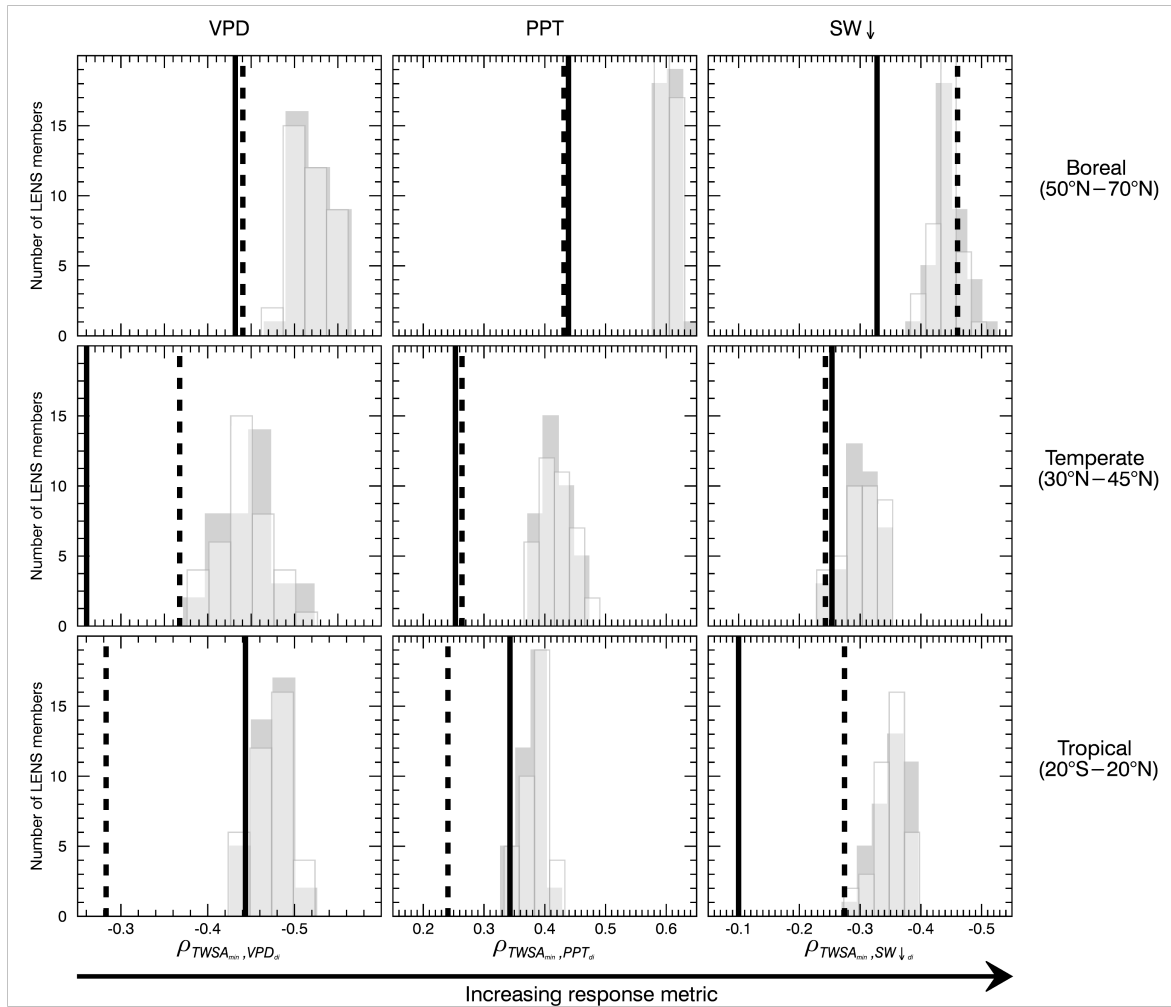 VPD PPT SW↓
Number of LENS members
15
10
5
0
Boreal
(50°N−70°N)
Number of LENS members
15
10
5
0
Temperate
(30°N−45°N)
Number of LENS members
15
10
5
0
Tropical
(20°S−20°N)
-0.3 -0.4 -0.5 0.2 0.3 0.4 0.5 0.6 -0.1 -0.2 -0.3 -0.4 -0.5
ρTWSAmin,VPDdi ρTWSAmin,PPTdi ρTWSAmin,SW↓di
Increasing response metric